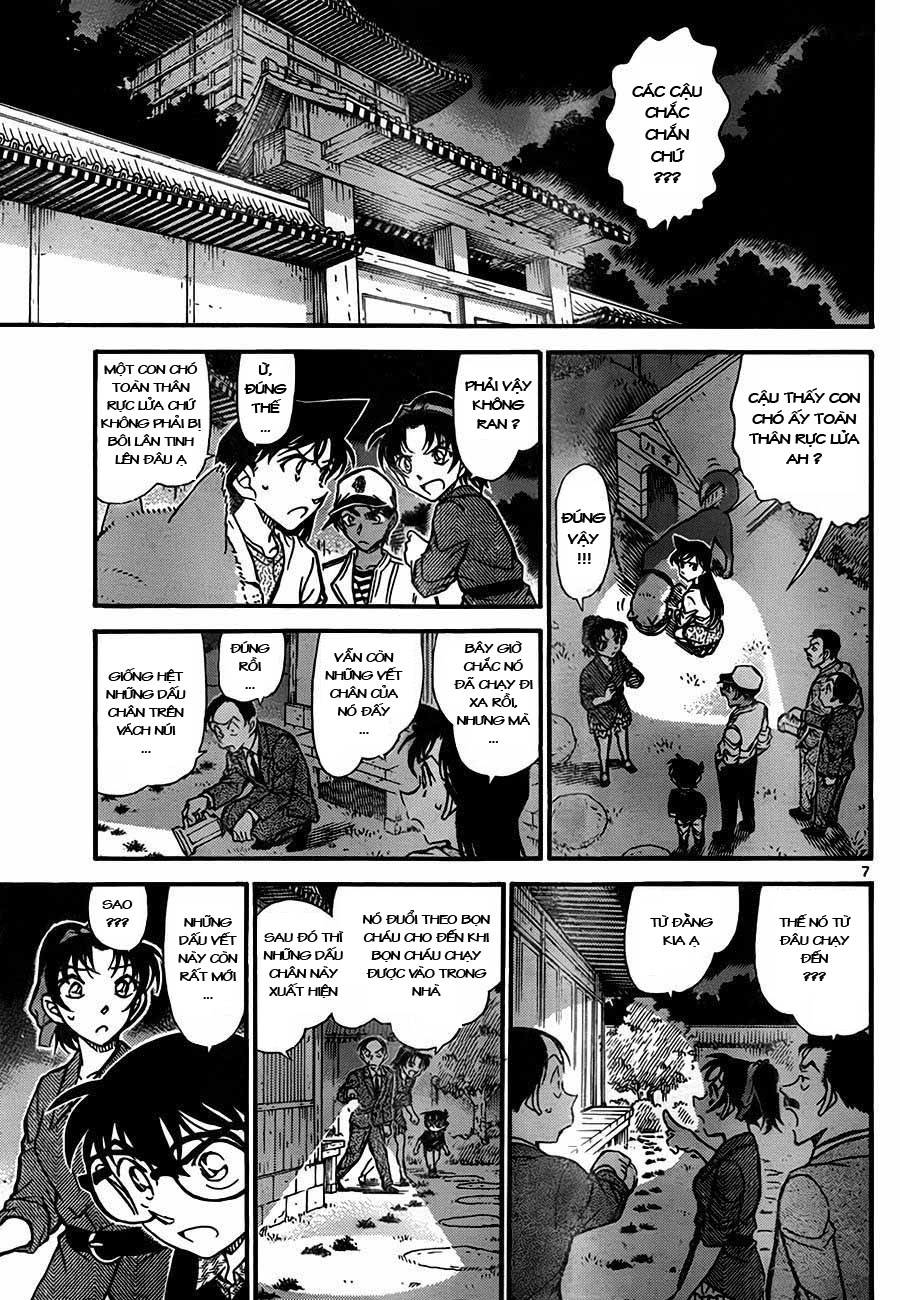 CÁC CẬU
CHẮC
CHẮN
CHỨ
???
CẬU THẤY CON
CHÓ ẤY TOÀN
THÂN RỰC LỬA
AH ?
ĐÚNG
VẬY
!!!
PHẢI VẬY
KHÔNG
RAN ?
Ừ,
ĐÚNG
THẾ
...
MỘT CON CHÓ
TOÀN THÂN
RỰC LỬA CHỨ
KHÔNG PHẢI BỊ
BÔI LÂN TINH
LÊN ĐÂU Ạ
BÂY GIỜ
CHẮC NÓ
ĐÃ CHẠY ĐI
XA RỒI,
NHƯNG MÀ
...
VẪN CÒN
NHỮNG VẾT
CHÂN CỦA
NÓ ĐẤY
...
ĐÚNG
RỒI
...
GIỐNG HỆT
NHỮNG DẤU
CHÂN TRÊN
VÁCH NÚI
...
7
THẾ NÓ TỪ
ĐÂU CHẠY
ĐẾN
???
TỪ ĐẰNG
KIA Ạ
NÓ ĐUỔI THEO BỌN
CHÁU CHO ĐẾN KHI
BỌN CHÁU CHẠY
ĐƯỢC VÀO TRONG
NHÀ
SAU ĐÓ THÌ
NHỮNG DẤU
CHÂN NÀY
XUẤT HIỆN
NHỮNG
DẤU VẾT
NÀY CÒN
RẤT MỚI
...
SAO
???